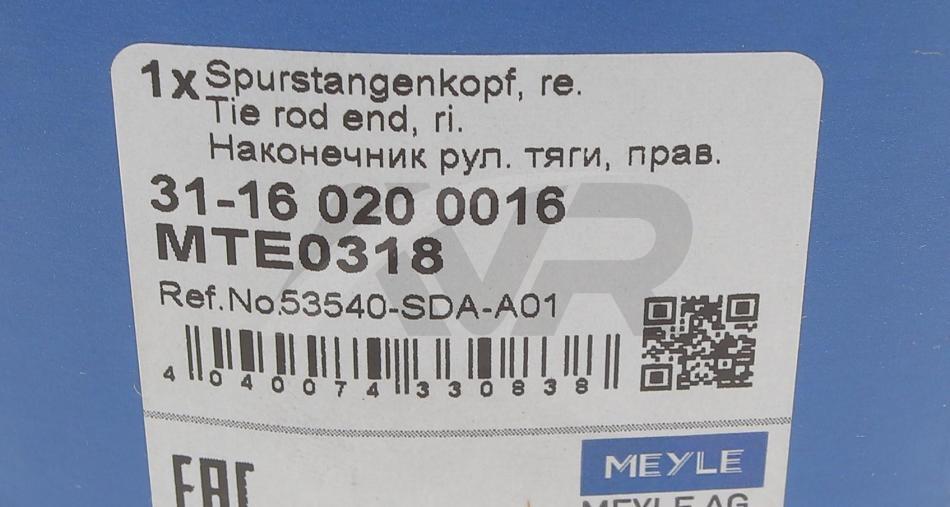 1x Spurstangenkopf, re.
Tie rod end, ri.
Наконечник рул. тяги, прав.
31-16 020 0016
MTE0318
Ref.No.53540-SDA-A01
4 040074 330838
EAC
MEYLE
MEYLE AG